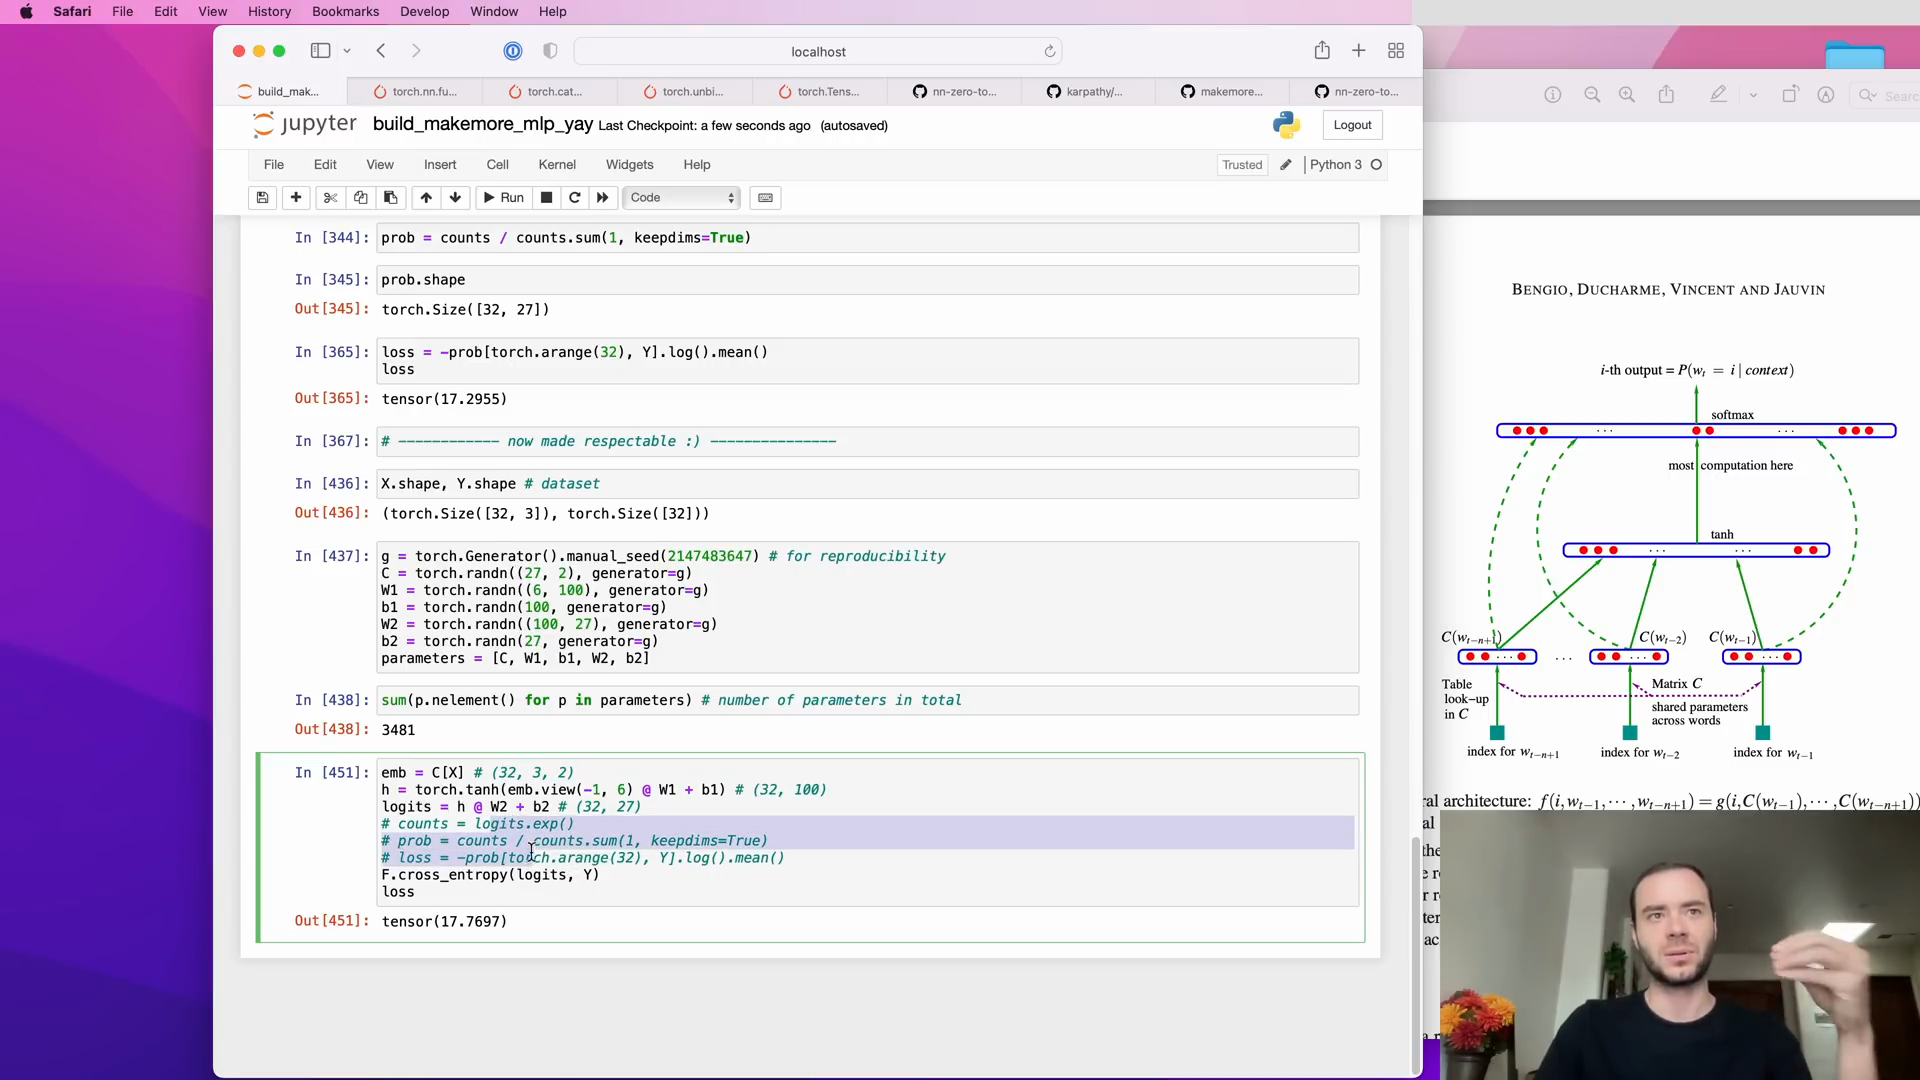 Safari File Edit View History Bookmarks Develop Window Help
localhost
build_mak... torch.nn.fu... torch.cat... torch.unbi... torch.Tens... nn-zero-to... karpathy/... makemore... nn-zero-to...
jupyter build_makemore_mlp_yay Last Checkpoint: a few seconds ago (autosaved) Logout
File Edit View Insert Cell Kernel Widgets Help Trusted Python 3
Run Code
In [344]: prob = counts / counts.sum(1, keepdims=True)
In [345]: prob.shape
Out[345]: torch.Size([32, 27])
In [365]: loss = -prob[torch.arange(32), Y].log().mean()
loss
Out[365]: tensor(17.2955)
In [367]: # ------------ now made respectable :) ---------------
In [436]: X.shape, Y.shape # dataset
Out[436]: (torch.Size([32, 3]), torch.Size([32]))
In [437]: g = torch.Generator().manual_seed(2147483647) # for reproducibility
C = torch.randn((27, 2), generator=g)
W1 = torch.randn((6, 100), generator=g)
b1 = torch.randn(100, generator=g)
W2 = torch.randn((100, 27), generator=g)
b2 = torch.randn(27, generator=g)
parameters = [C, W1, b1, W2, b2]
In [438]: sum(p.nelement() for p in parameters) # number of parameters in total
Out[438]: 3481
In [451]: emb = C[X] # (32, 3, 2)
h = torch.tanh(emb.view(-1, 6) @ W1 + b1) # (32, 100)
logits = h @ W2 + b2 # (32, 27)
# counts = logits.exp()
# prob = counts / counts.sum(1, keepdims=True)
# loss = -prob[torch.arange(32), Y].log().mean()
F.cross_entropy(logits, Y)
loss
Out[451]: tensor(17.7697)
Search
BENGIO, DUCHARME, VINCENT AND JAUVIN
i-th output = P(w_t = i | context)
softmax
. . . . . .
most computation here
tanh
. . . . . .
C(w_{t-n+1}) C(w_{t-2}) C(w_{t-1})
. . . . . . . . . . . .
Table look-up in C
Matrix C
shared parameters across words
index for w_{t-n+1} index for w_{t-2} index for w_{t-1}
ral architecture: f(i, w_{t-1}, ··· , w_{t-n+1}) = g(i, C(w_{t-1}), ··· , C(w_{t-n+1}))